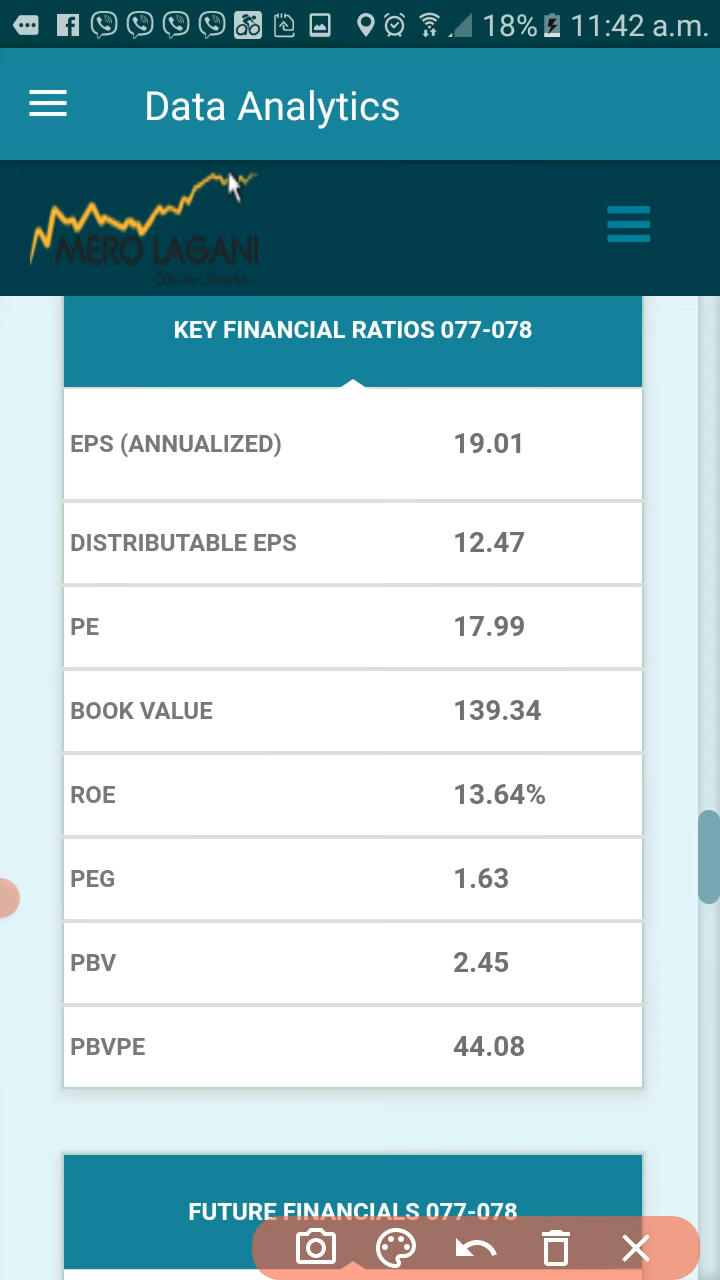 18% 11:42 a.m.
Data Analytics
MERO LAGANI
KEY FINANCIAL RATIOS 077-078
EPS (ANNUALIZED) 19.01
DISTRIBUTABLE EPS 12.47
PE 17.99
BOOK VALUE 139.34
ROE 13.64%
PEG 1.63
PBV 2.45
PBVPE 44.08
FUTURE FINANCIALS 077-078